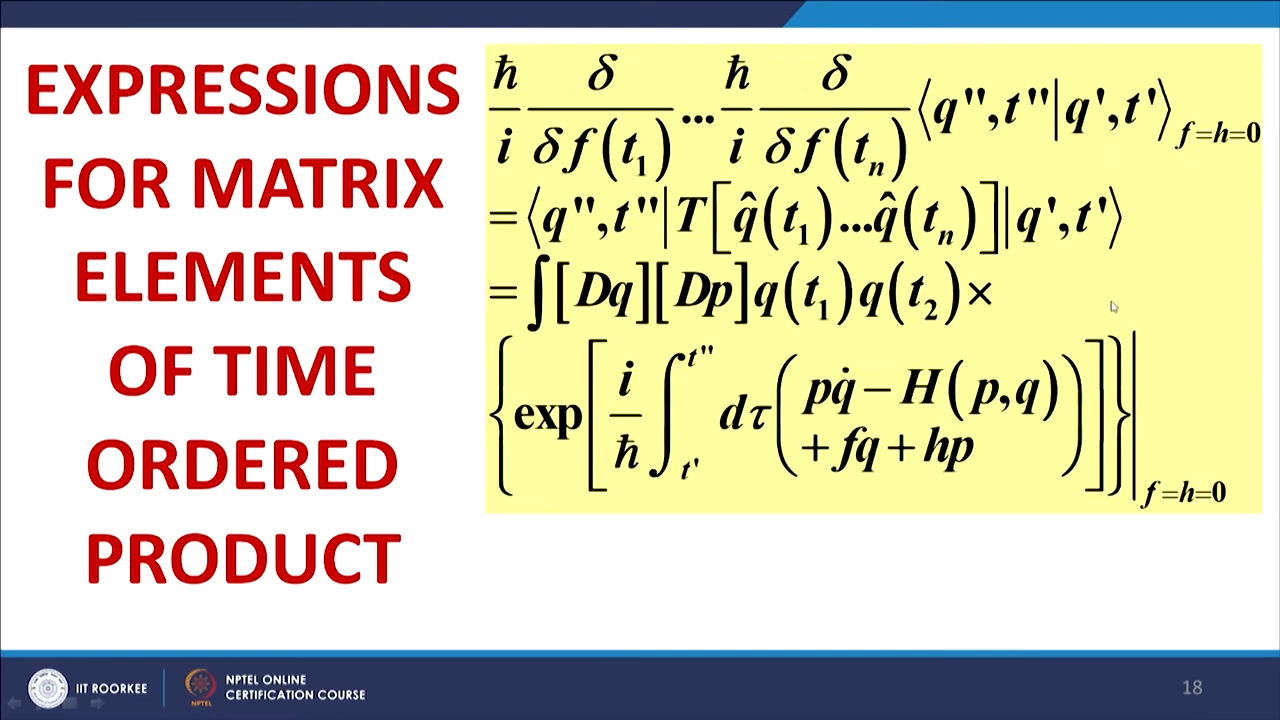 EXPRESSIONS
FOR MATRIX
ELEMENTS
OF TIME
ORDERED
PRODUCT
ħ/i δ/δf(t₁) ... ħ/i δ/δf(tₙ) ⟨q'',t''|q',t'⟩_{f=h=0}
=⟨q'',t''|T[q̂(t₁)...q̂(tₙ)]|q',t'⟩
=∫[Dq][Dp]q(t₁)q(t₂)×
{exp[i/ħ ∫_{t'}^{t''} dτ(pq̇−H(p,q)
+fq+hp)]}|_{f=h=0}
IIT ROORKEE
NPTEL
NPTEL ONLINE
CERTIFICATION COURSE
18